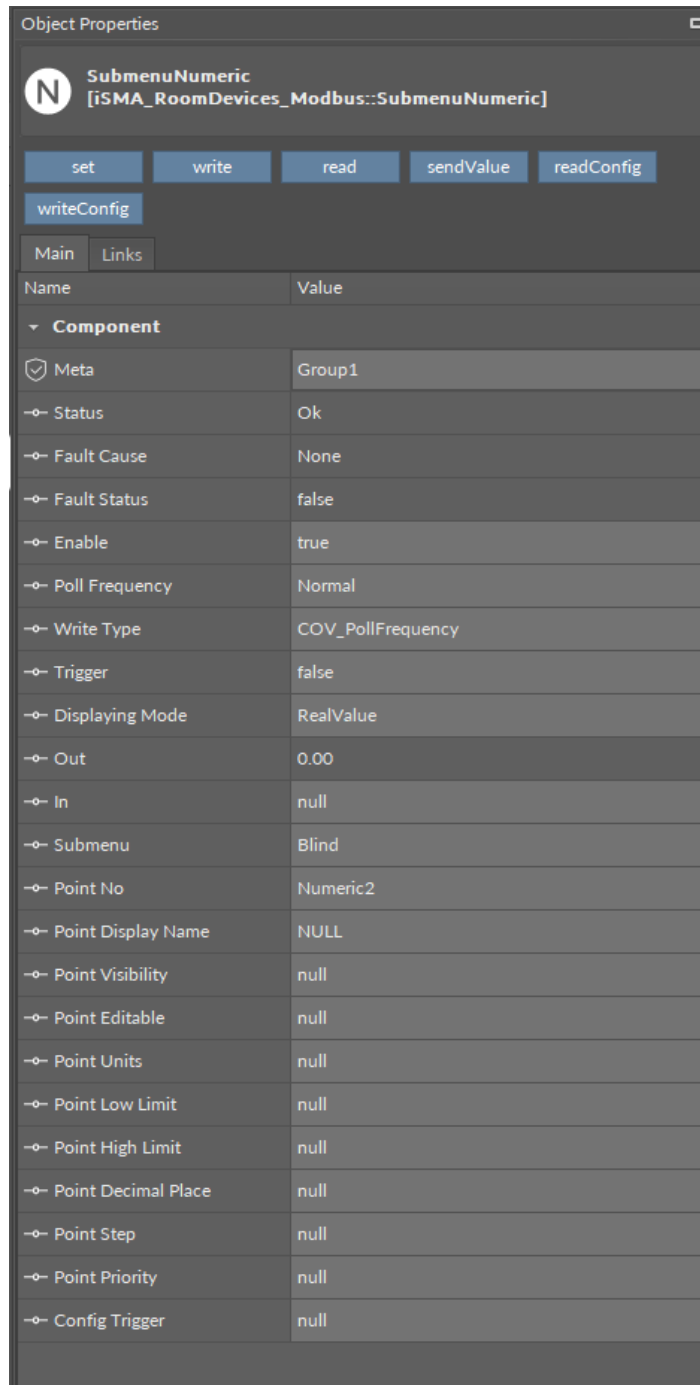 Object Properties
N
SubmenuNumeric
[iSMA_RoomDevices_Modbus::SubmenuNumeric]
set write read sendValue readConfig
writeConfig
Main Links
Name Value
Component
Meta Group1
Status Ok
Fault Cause None
Fault Status false
Enable true
Poll Frequency Normal
Write Type COV_PollFrequency
Trigger false
Displaying Mode RealValue
Out 0.00
In null
Submenu Blind
Point No Numeric2
Point Display Name NULL
Point Visibility null
Point Editable null
Point Units null
Point Low Limit null
Point High Limit null
Point Decimal Place null
Point Step null
Point Priority null
Config Trigger null